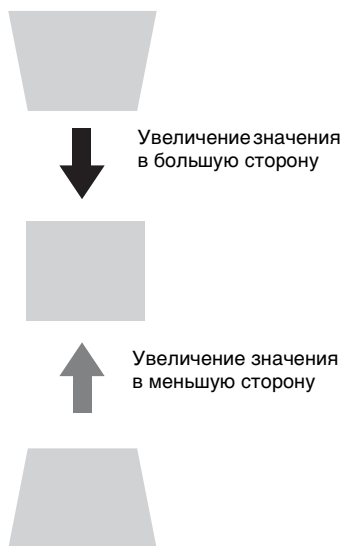 Увеличение значения
в большую сторону
Увеличение значения
в меньшую сторону